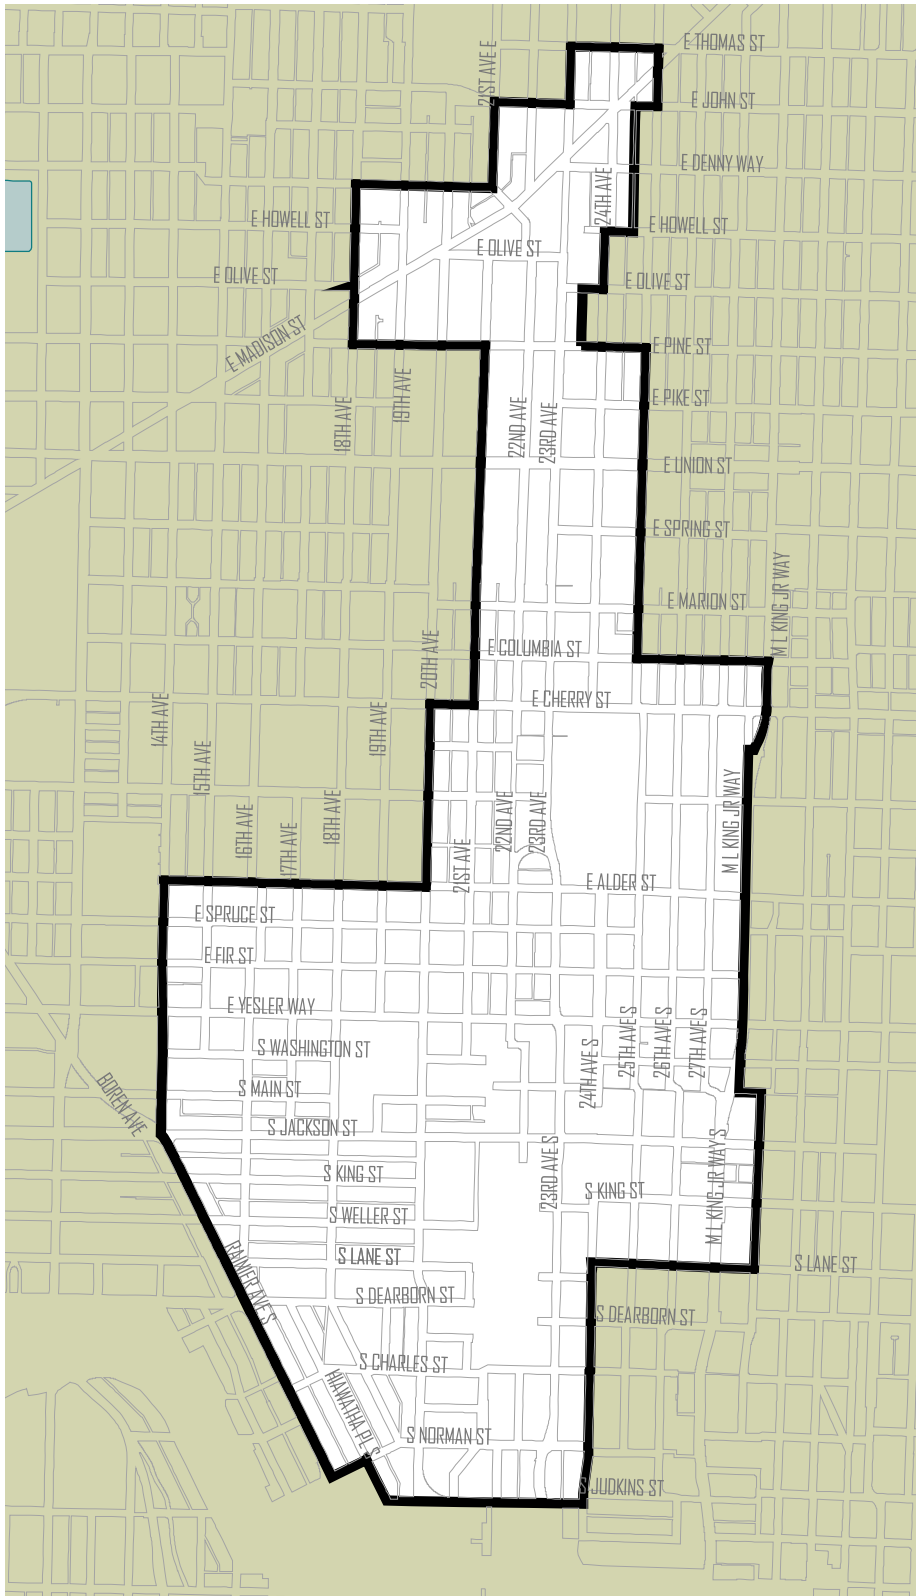 E THOMAS ST
21ST AVE E
E JOHN ST
E DENNY WAY
24TH AVE
E HOWELL ST
E HOWELL ST
E OLIVE ST
E OLIVE ST
E OLIVE ST
E MADISON ST
E PINE ST
19TH AVE
18TH AVE
E PIKE ST
22ND AVE
23RD AVE
E UNION ST
E SPRING ST
M L KING JR WAY
E MARION ST
20TH AVE
E COLUMBIA ST
E CHERRY ST
14TH AVE
19TH AVE
15TH AVE
M L KING JR WAY
16TH AVE
17TH AVE
18TH AVE
22ND AVE
23RD AVE
21ST AVE
E ALDER ST
E SPRUCE ST
E FIR ST
E YESLER WAY
25TH AVE S
26TH AVE S
27TH AVE S
S WASHINGTON ST
24TH AVE S
S MAIN ST
BOREN AVE
S JACKSON ST
23RD AVE S
M L KING JR WAY S
S KING ST
S KING ST
S WELLER ST
S LANE ST
S LANE ST
RAINIER AVE S
S DEARBORN ST
S DEARBORN ST
S CHARLES ST
HIAWATHA PL S
S NORMAN ST
S JUDKINS ST